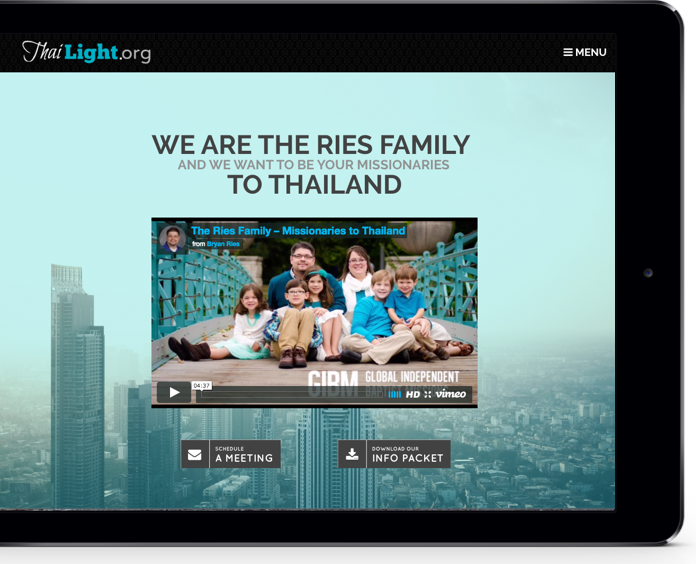 Thai Light.org
MENU
WE ARE THE RIES FAMILY
AND WE WANT TO BE YOUR MISSIONARIES
TO THAILAND
The Ries Family – Missionaries to Thailand
from Bryan Ries
GIBM GLOBAL INDEPENDENT
04:37
HD vimeo
SCHEDULE
A MEETING
DOWNLOAD OUR
INFO PACKET